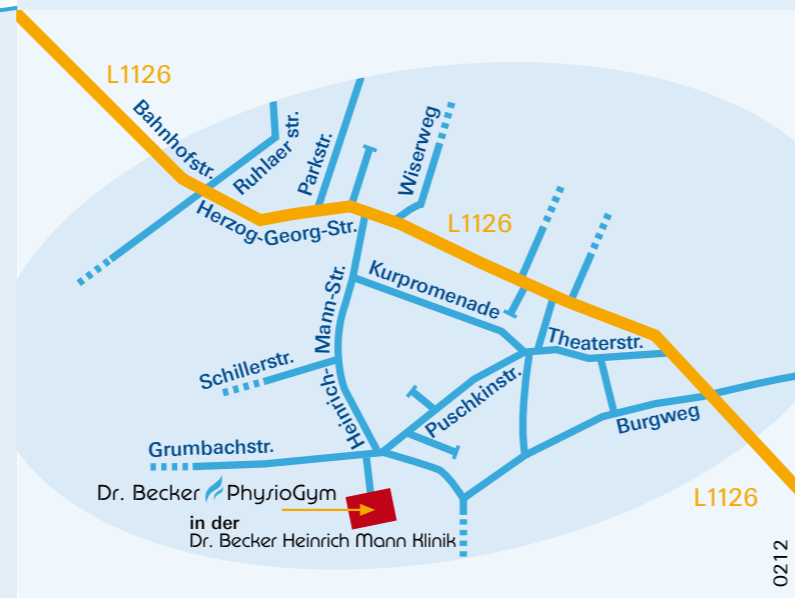 L1126
Bahnhofstr.
Ruhlaer str.
Parkstr.
Wiserweg
Herzog-Georg-Str.
L1126
Kurpromenade
Heinrich- Mann-Str.
Theaterstr.
Schillerstr.
Puschkinstr.
Burgweg
Grumbachstr.
Dr. Becker PhysioGym
in der
Dr. Becker Heinrich Mann Klinik
L1126
0212